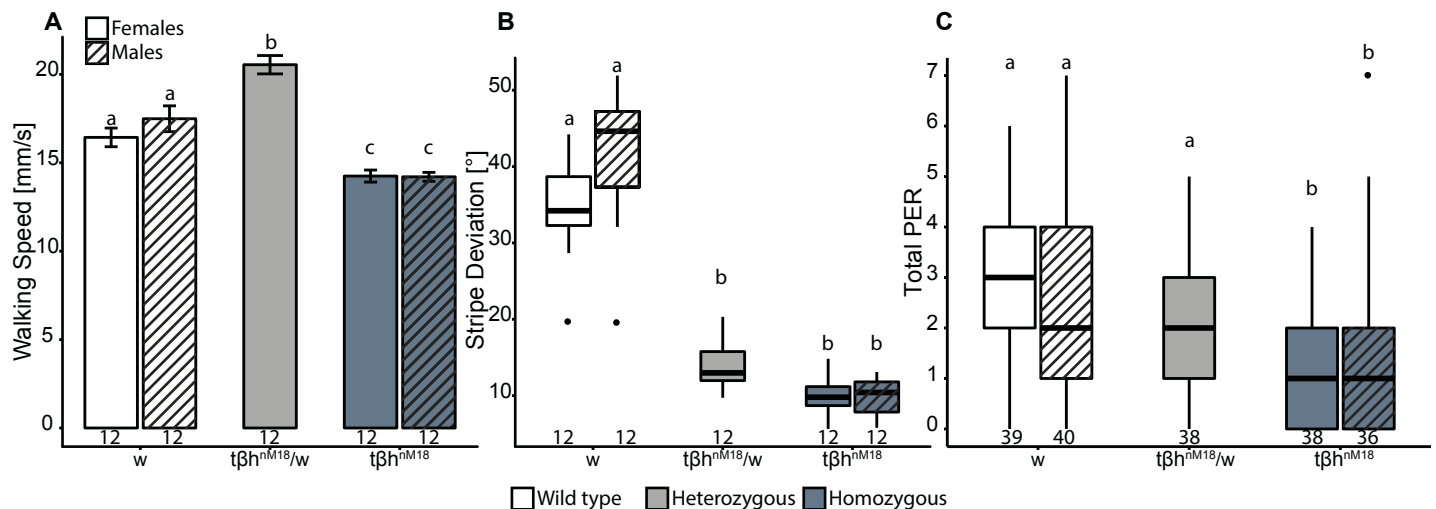 A
Females
Males
Walking Speed [mm/s]
20
15
10
5
0
a
a
b
c
c
12
12
12
12
12
w
tβh^nM18/w
tβh^nM18
B
Stripe Deviation [°]
50
40
30
20
10
a
a
b
b
b
12
12
12
12
12
w
tβh^nM18/w
tβh^nM18
C
Total PER
7
6
5
4
3
2
1
0
a
a
a
b
b
39
40
38
38
36
w
tβh^nM18/w
tβh^nM18
Wild type
Heterozygous
Homozygous